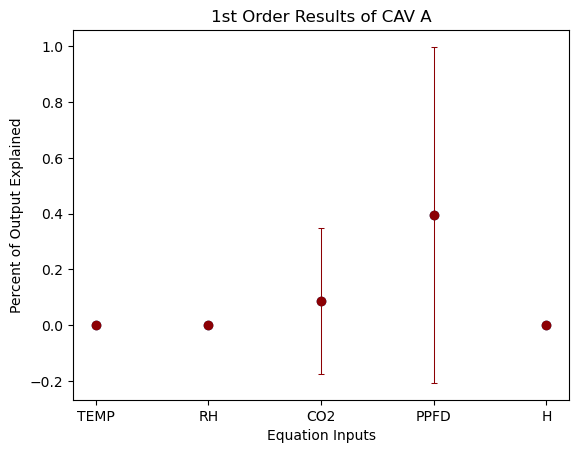 1st Order Results of CAV A
Percent of Output Explained
1.0
0.8
0.6
0.4
0.2
0.0
−0.2
TEMP RH CO2 PPFD H
Equation Inputs